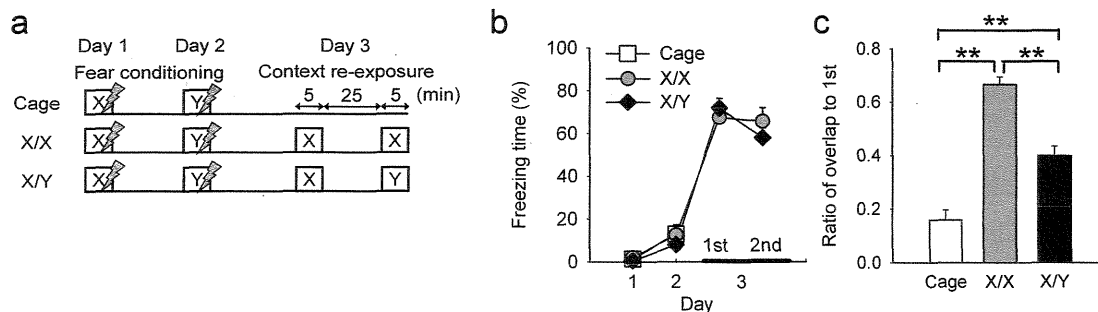 a
Day 1 Day 2 Day 3
Fear conditioning Context re-exposure
5 25 5 (min)
Cage X Y
X/X X Y X X
X/Y X Y X Y
b
Cage
X/X
X/Y
Freezing time (%)
100
80
60
40
20
0
1st 2nd
1 2 3
Day
c
Ratio of overlap to 1st
0.8
0.6
0.4
0.2
0.0
**
** **
Cage X/X X/Y